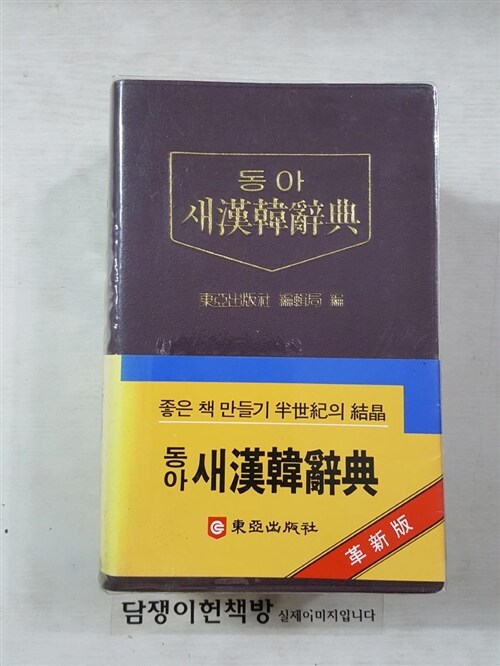 동아
새漢韓辭典
東亞出版社 編輯局 編
좋은 책 만들기 半世紀의 結晶
동아 새漢韓辭典
東亞出版社
革新版
담쟁이헌책방 실제이미지입니다